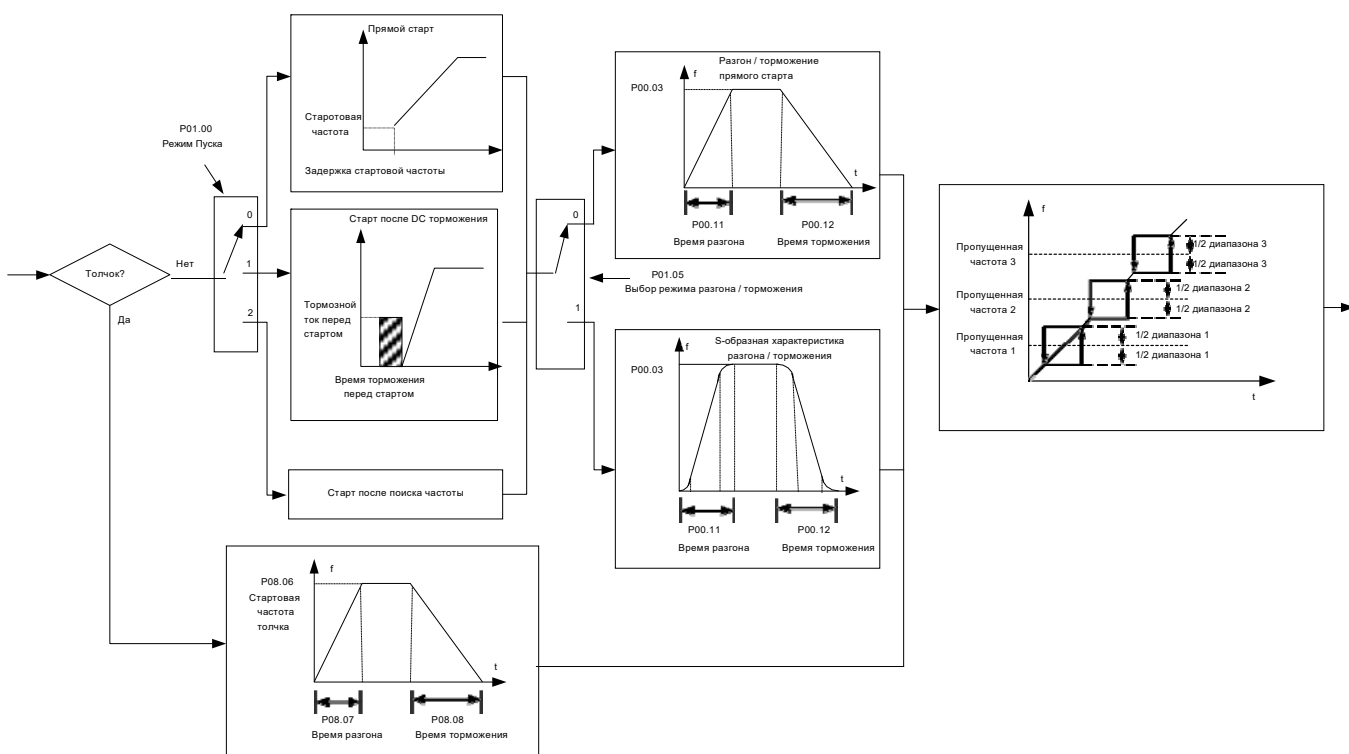 Прямой старт
Старотовая
частота
Задержка стартовой частоты
P01.00
Режим Пуска
0
1
2
Толчок?
Нет
Да
Старт после DC торможения
Тормозной
ток перед
стартом
Время торможения
перед стартом
Старт после поиска частоты
0
1
P01.05
Выбор режима разгона / торможения
Разгон / торможение
прямого старта
f
P00.03
t
P00.11
P00.12
Время разгона
Время торможения
S-образная характеристика
разгона / торможения
f
P00.03
t
P00.11
P00.12
Время разгона
Время торможения
f
P08.06
Стартовая
частота
толчка
t
P08.07
P08.08
Время разгона
Время торможения
f
Пропущенная
частота 3
1/2 диапазона 3
1/2 диапазона 3
Пропущенная
частота 2
1/2 диапазона 2
1/2 диапазона 2
Пропущенная
частота 1
1/2 диапазона 1
1/2 диапазона 1
t